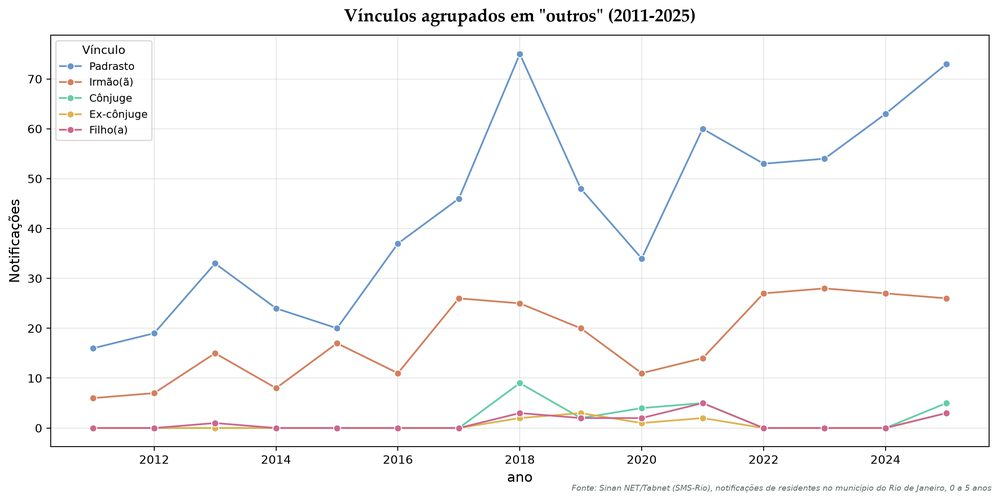 Vínculos agrupados em "outros" (2011-2025)
Vínculo
Padrasto
Irmão(ã)
Cônjuge
Ex-cônjuge
Filho(a)
Notificações
70
60
50
40
30
20
10
0
2012 2014 2016 2018 2020 2022 2024
ano
Fonte: Sinan NET/Tabnet (SMS-Rio), notificações de residentes no município do Rio de Janeiro, 0 a 5 anos